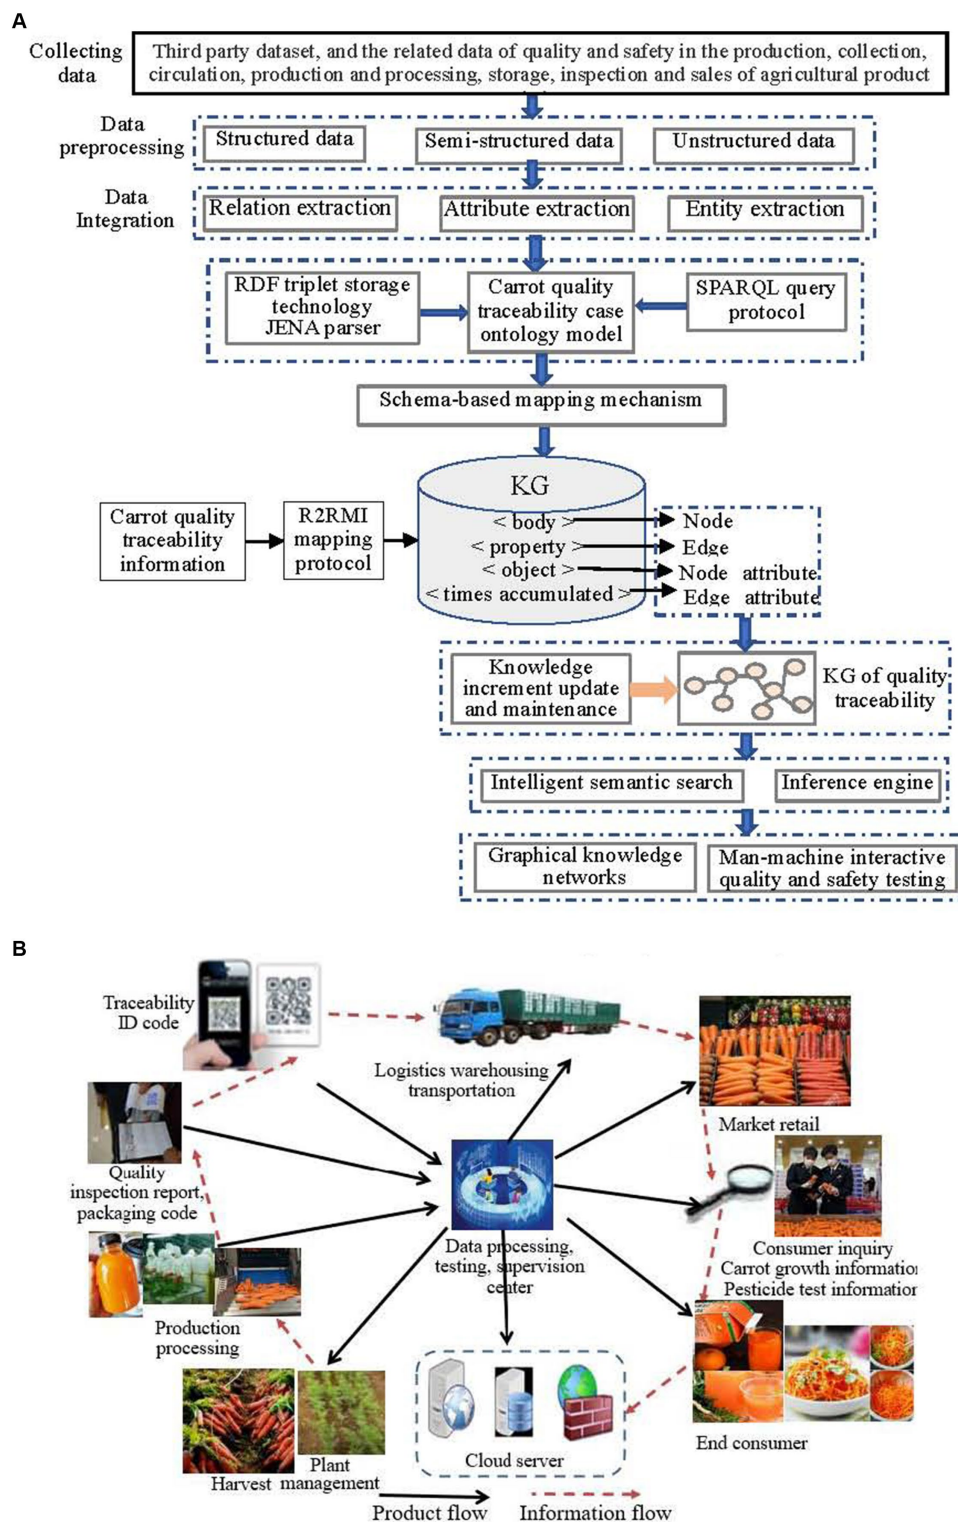 A
Collecting
data
Third party dataset, and the related data of quality and safety in the production, collection,
circulation, production and processing, storage, inspection and sales of agricultural product
Data
preprocessing
Structured data
Semi-structured data
Unstructured data
Data
Integration
Relation extraction
Attribute extraction
Entity extraction
RDF triplet storage
technology
JENA parser
Carrot quality
traceability case
ontology model
SPARQL query
protocol
Schema-based mapping mechanism
KG
Carrot quality
traceability
information
R2RMI
mapping
protocol
< body >
Node
< property >
Edge
< object >
Node attribute
< times accumulated >
Edge attribute
Knowledge
increment update
and maintenance
KG of quality
traceability
Intelligent semantic search
Inference engine
Graphical knowledge
networks
Man-machine interactive
quality and safety testing
B
Traceability
ID code
Logistics warehousing
transportation
Market retail
Quality
inspection report,
packaging code
Data processing,
testing, supervision
center
Consumer inquiry
Carrot growth information
Pesticide test information
Production
processing
Harvest
Plant
management
Cloud server
End consumer
Product flow
Information flow